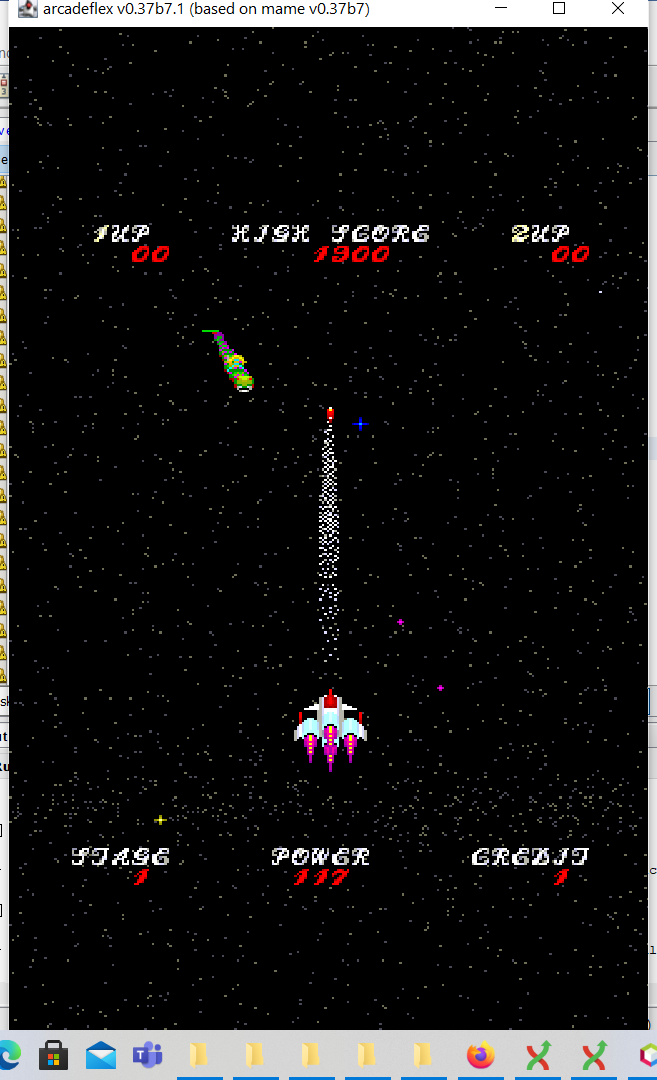 arcadeflex v0.37b7.1 (based on mame v0.37b7)
1UP HIGH SCORE 2UP
00 1900 00
STAGE POWER CREDIT
1 117 1